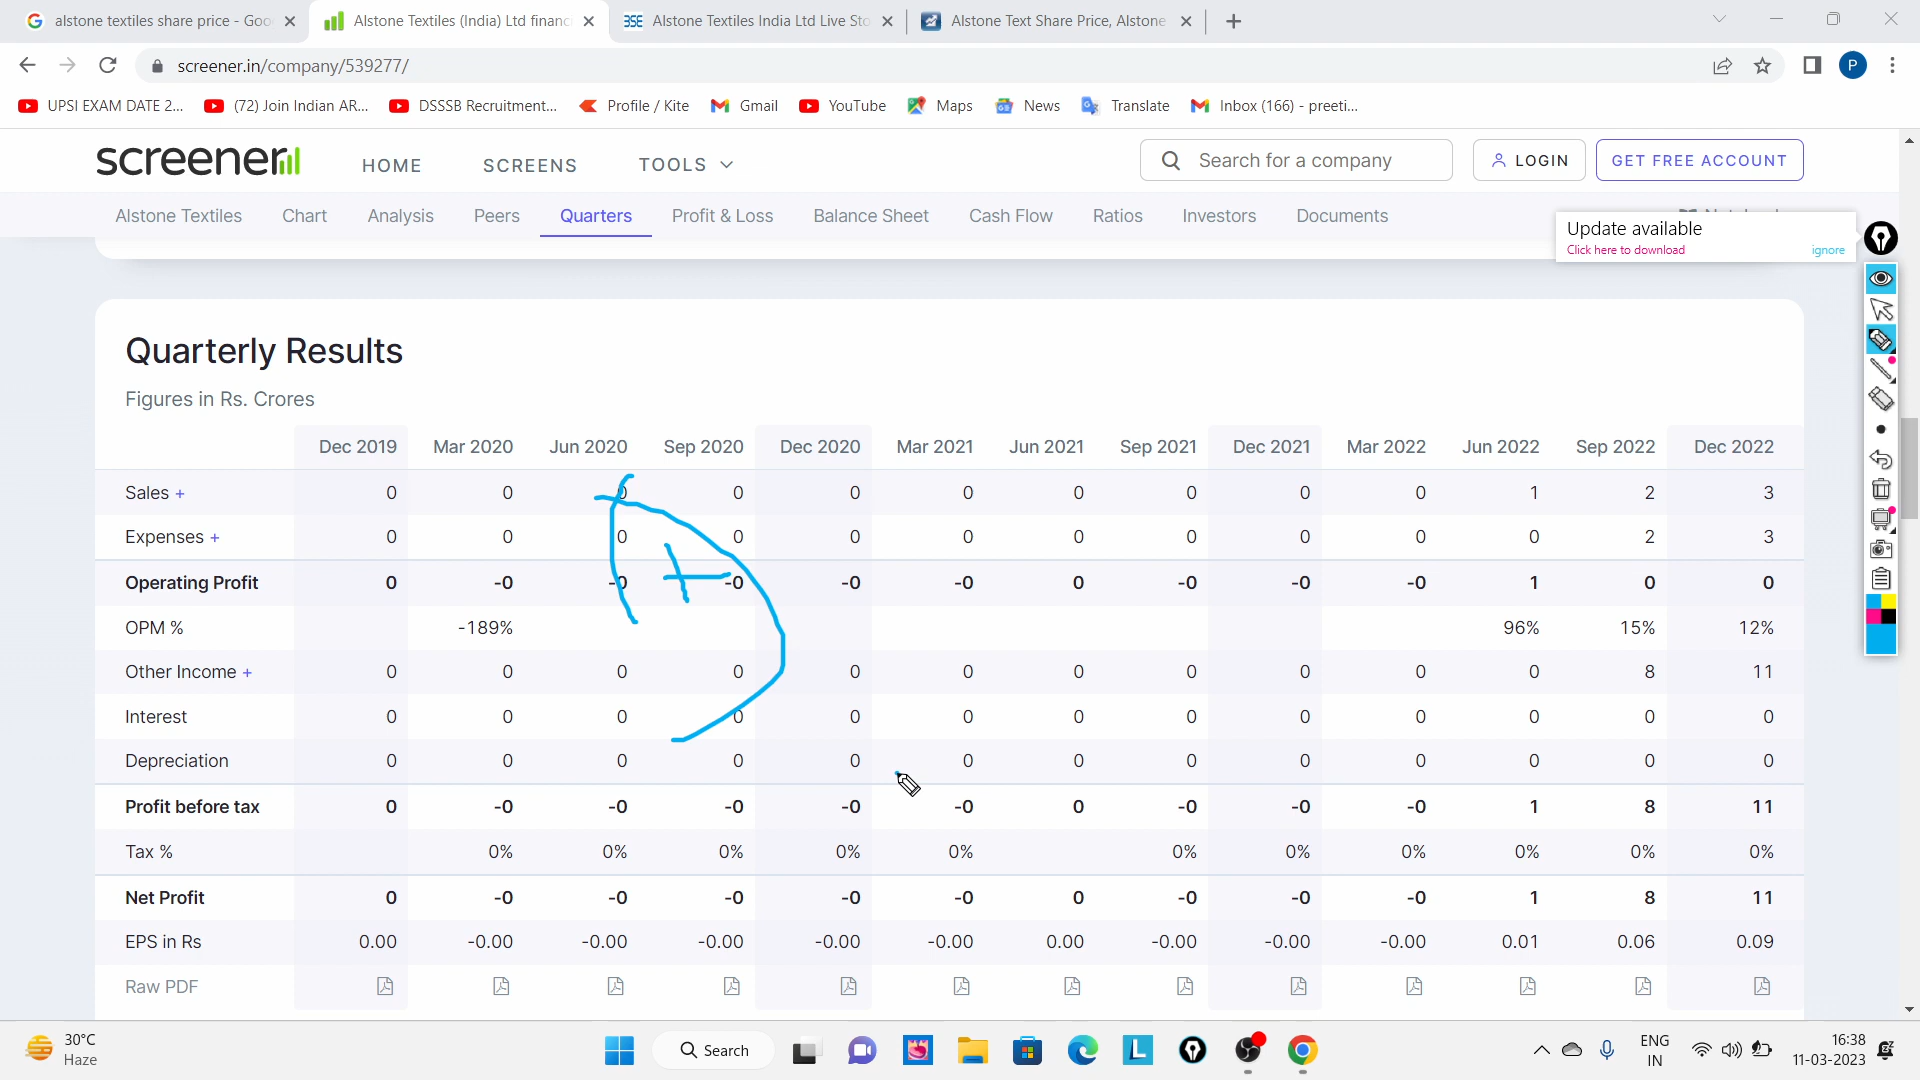 alstone textiles share price - Goo
Alstone Textiles (India) Ltd financ
BSE Alstone Textiles India Ltd Live Sto
Alstone Text Share Price, Alstone
screener.in/company/539277/
P
UPSI EXAM DATE 2...
(72) Join Indian AR...
DSSSB Recruitment...
Profile / Kite
Gmail
YouTube
Maps
News
Translate
Inbox (166) - preeti...
screener
HOME SCREENS TOOLS
Search for a company
LOGIN
GET FREE ACCOUNT
Alstone Textiles Chart Analysis Peers Quarters Profit & Loss Balance Sheet Cash Flow Ratios Investors Documents
Update available
Click here to download ignore
Quarterly Results
Figures in Rs. Crores
Dec 2019 Mar 2020 Jun 2020 Sep 2020 Dec 2020 Mar 2021 Jun 2021 Sep 2021 Dec 2021 Mar 2022 Jun 2022 Sep 2022 Dec 2022
Sales + 0 0 0 0 0 0 0 0 0 0 1 2 3
Expenses + 0 0 0 0 0 0 0 0 0 0 0 2 3
Operating Profit 0 -0 -0 -0 -0 -0 0 -0 -0 -0 1 0 0
OPM % -189% 96% 15% 12%
Other Income + 0 0 0 0 0 0 0 0 0 0 0 8 11
Interest 0 0 0 0 0 0 0 0 0 0 0 0 0
Depreciation 0 0 0 0 0 0 0 0 0 0 0 0 0
Profit before tax 0 -0 -0 -0 -0 -0 0 -0 -0 -0 1 8 11
Tax % 0% 0% 0% 0% 0% 0% 0% 0% 0% 0% 0%
Net Profit 0 -0 -0 -0 -0 -0 0 -0 -0 -0 1 8 11
EPS in Rs 0.00 -0.00 -0.00 -0.00 -0.00 -0.00 0.00 -0.00 -0.00 -0.00 0.01 0.06 0.09
Raw PDF
30°C
Haze
Search
L
ENG
IN
16:38
11-03-2023